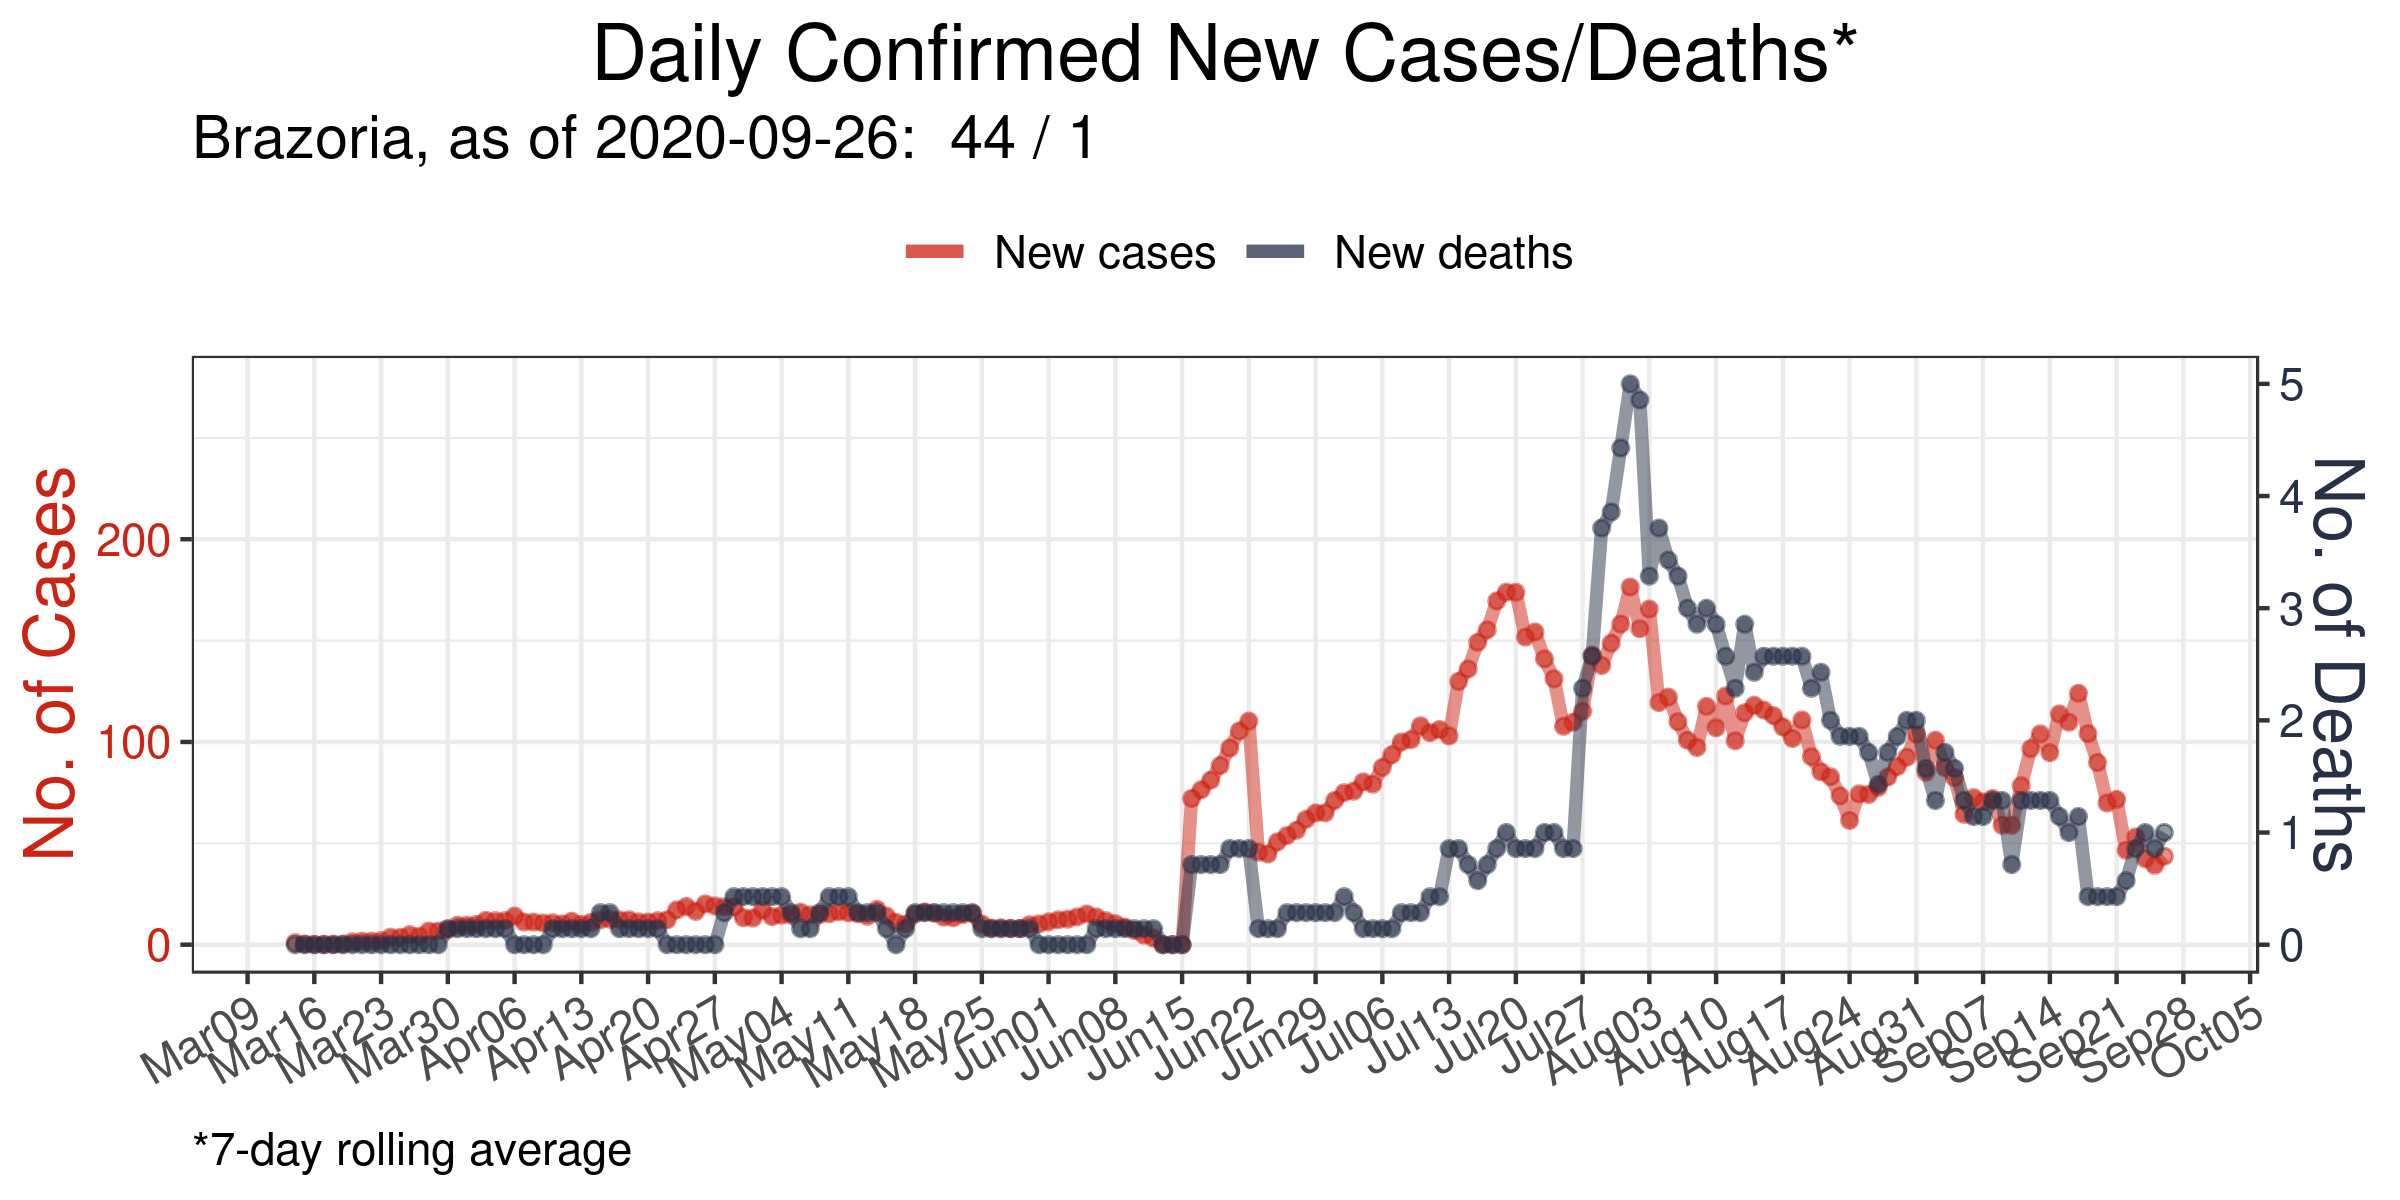 Daily Confirmed New Cases/Deaths*
Brazoria, as of 2020-09-26:  44 / 1
New cases
New deaths
No. of Cases
200
100
0
5
4
3
2
1
0
No. of Deaths
Mar09
Mar16
Mar23
Mar30
Apr06
Apr13
Apr20
Apr27
May04
May11
May18
May25
Jun01
Jun08
Jun15
Jun22
Jun29
Jul06
Jul13
Jul20
Jul27
Aug03
Aug10
Aug17
Aug24
Aug31
Sep07
Sep14
Sep21
Sep28
Oct05
*7-day rolling average